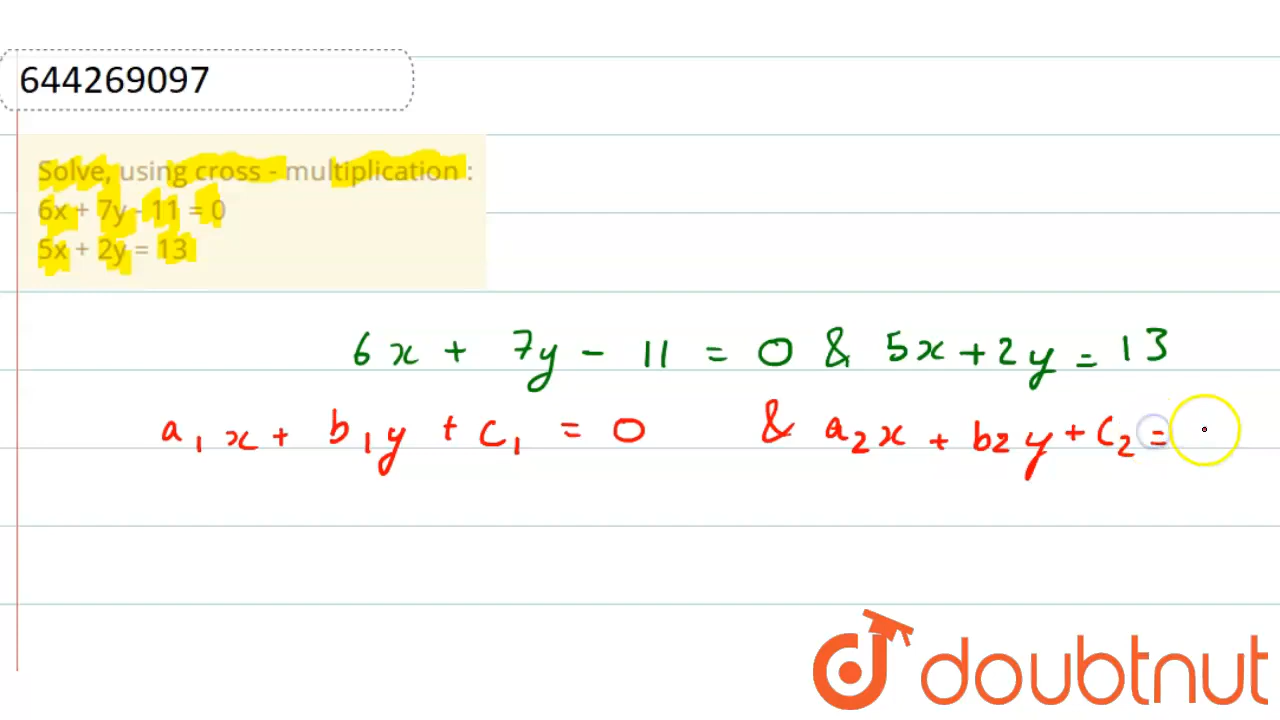 644269097
Solve, using cross - multiplication :
6x + 7y - 11 = 0
5x + 2y = 13
6x + 7y - 11 = 0 & 5x + 2y = 13
a₁x + b₁y + c₁ = 0 & a₂x + b₂y + c₂ =
doubtnut